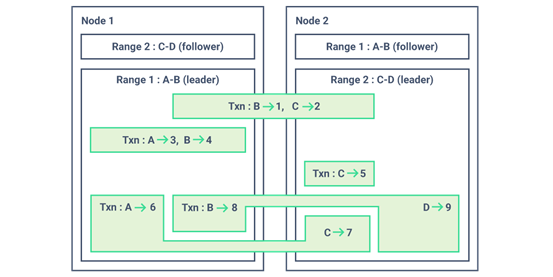 Node 1
Range 2 : C-D (follower)
Range 1 : A-B (leader)
Node 2
Range 1 : A-B (follower)
Range 2 : C-D (leader)
Txn : B → 1, C → 2
Txn : A → 3, B → 4
Txn : C → 5
Txn : A → 6
Txn : B → 8
D → 9
C → 7